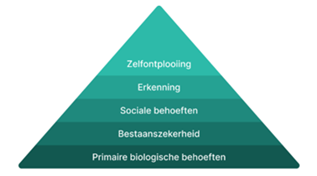 Zelfontplooiing
Erkenning
Sociale behoeften
Bestaanszekerheid
Primaire biologische behoeften